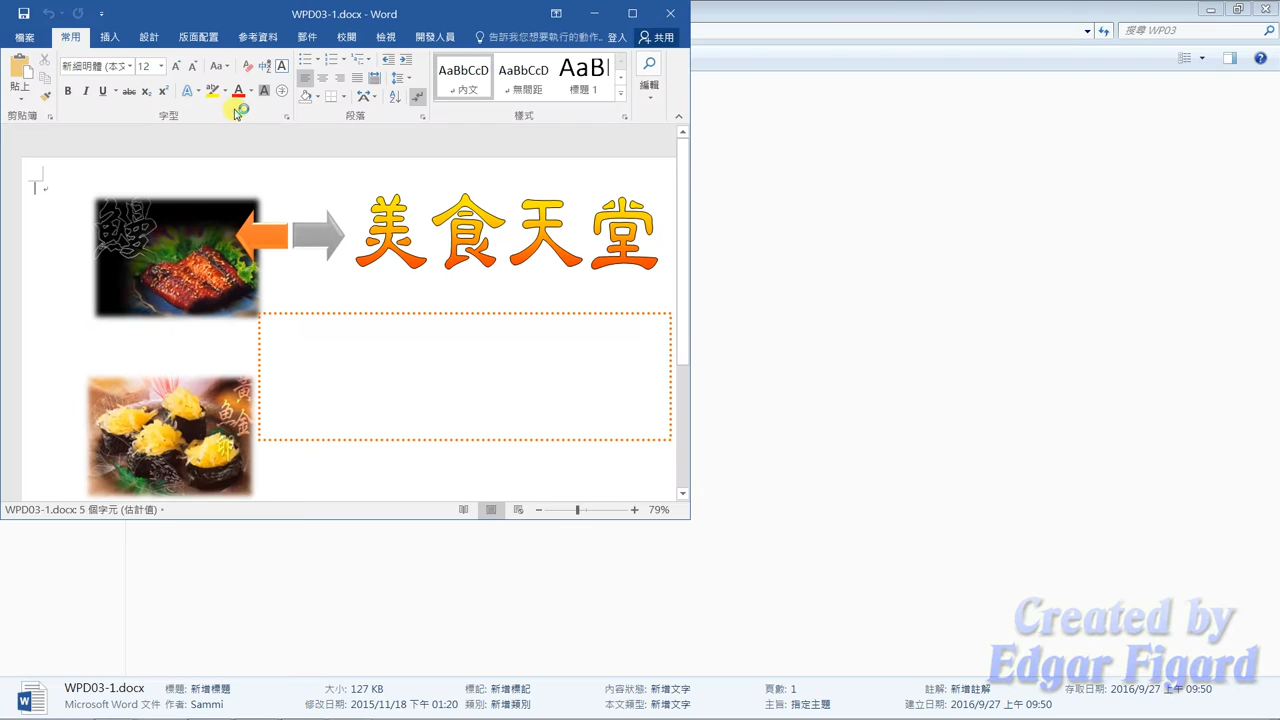 WPD03-1.docx - Word
檔案 常用 插入 設計 版面配置 參考資料 郵件 校閱 檢視 開發人員 告訴我您想要執行的動作... 登入 共用
新細明體 (本文 12
貼上
剪貼簿 字型 段落 樣式
AaBbCcD AaBbCcD AaBl
內文 無間距 標題 1
編輯
鰻
美食天堂
黃金魚卵
WPD03-1.docx: 5 個字元 (估計值)
79%
搜尋 WP03
Created by
Edgar Figard
WPD03-1.docx 標題: 新增標題 大小: 127 KB 標記: 新增標記 內容狀態: 新增文字 頁數: 1 註解: 新增註解 存取日期: 2016/9/27 上午 09:50
Microsoft Word 文件 作者: Sammi 修改日期: 2015/11/18 下午 01:20 類別: 新增類別 本文類型: 新增文字 主旨: 指定主題 建立日期: 2016/9/27 上午 09:50